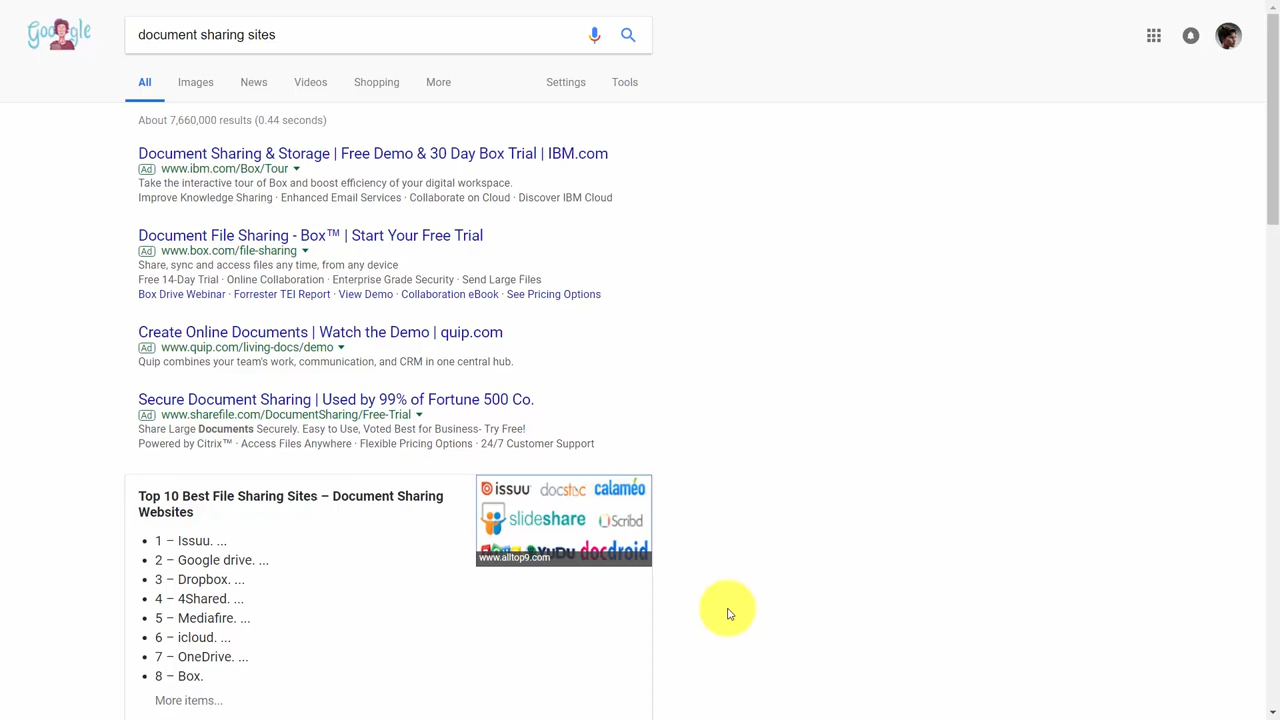 Google
document sharing sites
All Images News Videos Shopping More Settings Tools
About 7,660,000 results (0.44 seconds)
Document Sharing & Storage | Free Demo & 30 Day Box Trial | IBM.com
Ad www.ibm.com/Box/Tour
Take the interactive tour of Box and boost efficiency of your digital workspace.
Improve Knowledge Sharing · Enhanced Email Services · Collaborate on Cloud · Discover IBM Cloud
Document File Sharing - Box™ | Start Your Free Trial
Ad www.box.com/file-sharing
Share, sync and access files any time, from any device
Free 14-Day Trial · Online Collaboration · Enterprise Grade Security · Send Large Files
Box Drive Webinar · Forrester TEI Report · View Demo · Collaboration eBook · See Pricing Options
Create Online Documents | Watch the Demo | quip.com
Ad www.quip.com/living-docs/demo
Quip combines your team's work, communication, and CRM in one central hub.
Secure Document Sharing | Used by 99% of Fortune 500 Co.
Ad www.sharefile.com/DocumentSharing/Free-Trial
Share Large Documents Securely. Easy to Use, Voted Best for Business- Try Free!
Powered by Citrix™ · Access Files Anywhere · Flexible Pricing Options · 24/7 Customer Support
Top 10 Best File Sharing Sites – Document Sharing
Websites
• 1 – Issuu. ...
• 2 – Google drive. ...
• 3 – Dropbox. ...
• 4 – 4Shared. ...
• 5 – Mediafire. ...
• 6 – icloud. ...
• 7 – OneDrive. ...
• 8 – Box.
More items...
issuu docstoc calaméo
slideshare Scribd
YUDU docdroid
www.alltop9.com